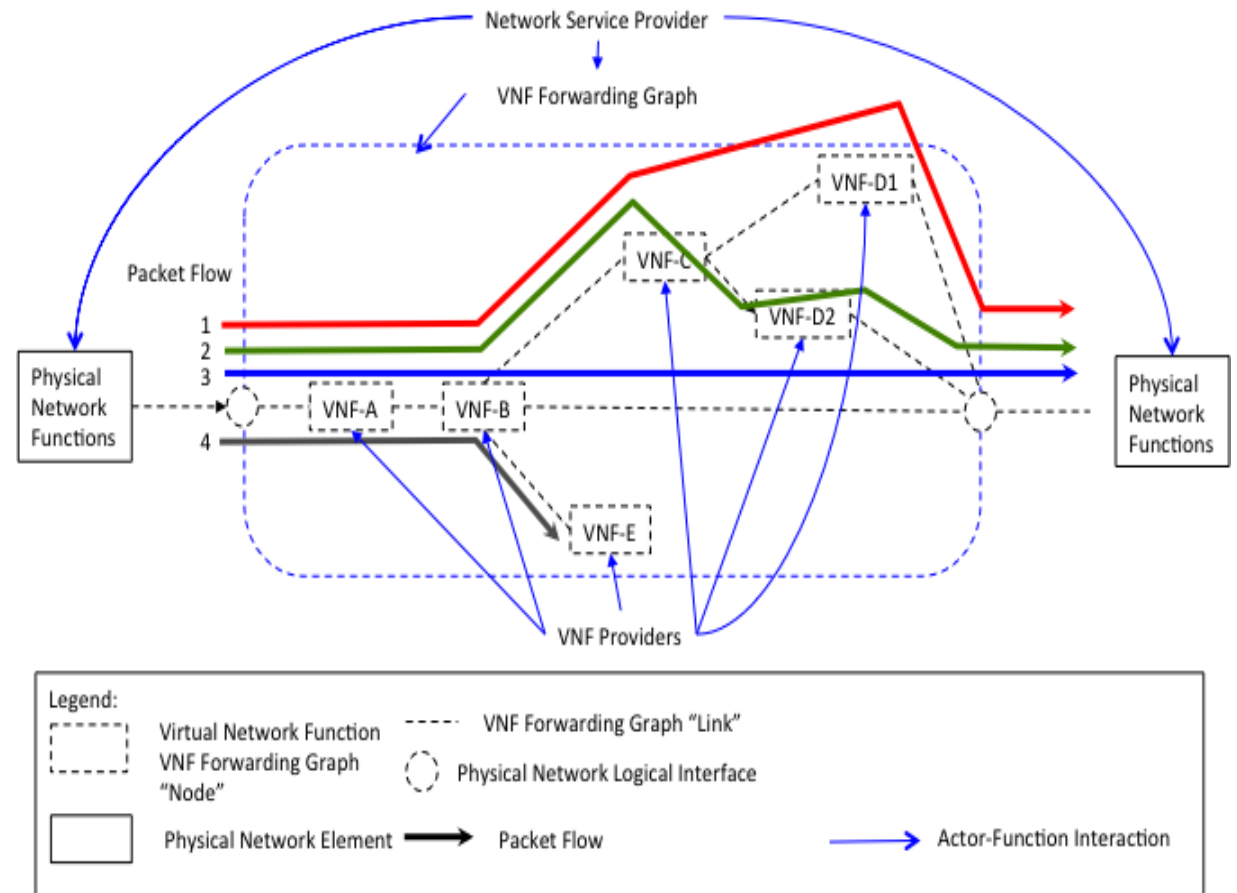 Network Service Provider
VNF Forwarding Graph
VNF-D1
VNF-C
Packet Flow
VNF-D2
1
2
3
Physical
Network
Functions
VNF-A
VNF-B
Physical
Network
Functions
4
VNF-E
VNF Providers
Legend:
Virtual Network Function
VNF Forwarding Graph
“Node”
VNF Forwarding Graph “Link”
Physical Network Logical Interface
Physical Network Element
Packet Flow
Actor-Function Interaction